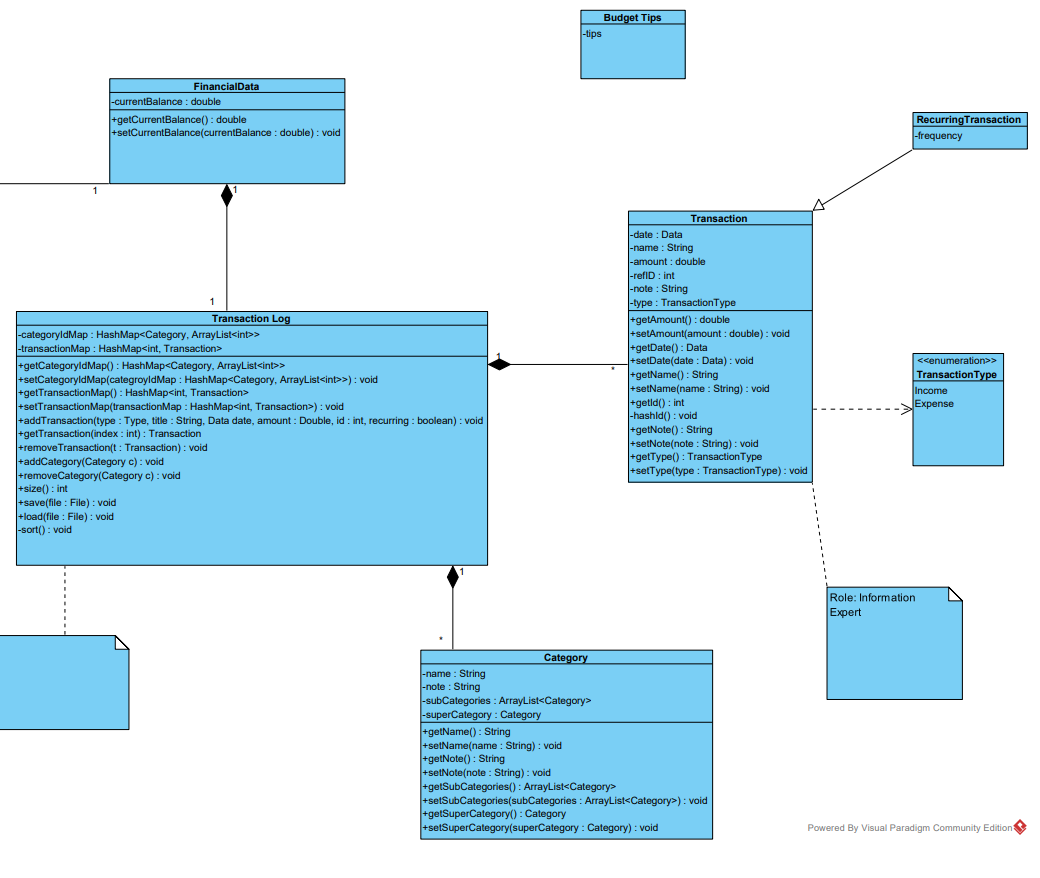 Budget Tips
-tips
FinancialData
-currentBalance : double
+getCurrentBalance() : double
+setCurrentBalance(currentBalance : double) : void
1
1
1
RecurringTransaction
-frequency
Transaction
-date : Data
-name : String
-amount : double
-refID : int
-note : String
-type : TransactionType
+getAmount() : double
+setAmount(amount : double) : void
+getDate() : Data
+setDate(date : Data) : void
+getName() : String
+setName(name : String) : void
+getId() : int
-hashId() : void
+getNote() : String
+setNote(note : String) : void
+getType() : TransactionType
+setType(type : TransactionType) : void
Transaction Log
-categoryIdMap : HashMap<Category, ArrayList<int>>
-transactionMap : HashMap<int, Transaction>
+getCategoryIdMap() : HashMap<Category, ArrayList<int>>
+setCategoryIdMap(categroyIdMap : HashMap<Category, ArrayList<int>>) : void
+getTransactionMap() : HashMap<int, Transaction>
+setTransactionMap(transactionMap : HashMap<int, Transaction>) : void
+addTransaction(type : Type, title : String, Data date, amount : Double, id : int, recurring : boolean) : void
+getTransaction(index : int) : Transaction
+removeTransaction(t : Transaction) : void
+addCategory(Category c) : void
+removeCategory(Category c) : void
+size() : int
+save(file : File) : void
+load(file : File) : void
-sort() : void
1
*
<<enumeration>>
TransactionType
Income
Expense
1
*
Role: Information
Expert
Category
-name : String
-note : String
-subCategories : ArrayList<Category>
-superCategory : Category
+getName() : String
+setName(name : String) : void
+getNote() : String
+setNote(note : String) : void
+getSubCategories() : ArrayList<Category>
+setSubCategories(subCategories : ArrayList<Category>) : void
+getSuperCategory() : Category
+setSuperCategory(superCategory : Category) : void
Powered By Visual Paradigm Community Edition